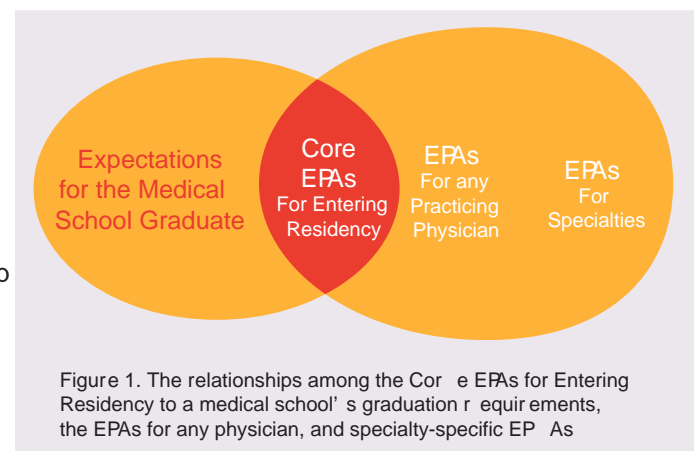 Expectations
for the Medical
School Graduate
Core
EPAs
For Entering
Residency
EPAs
For any
Practicing
Physician
EPAs
For
Specialties
o
Figure 1. The relationships among the Cor e EPAs for Entering
Residency to a medical school' s graduation r equir ements,
the EPAs for any physician, and specialty-specific EP As